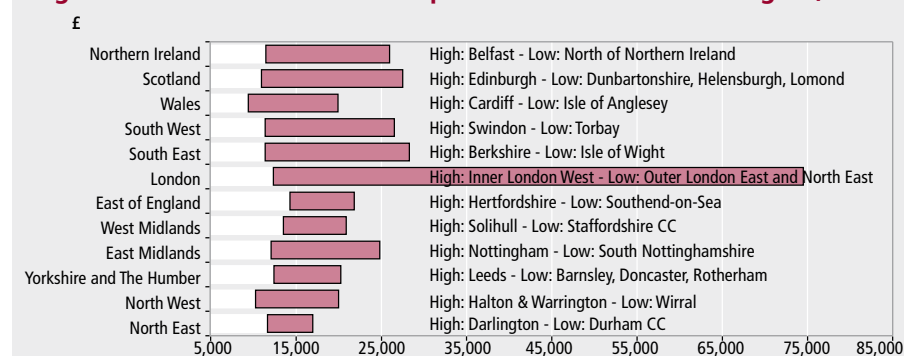 £
Northern Ireland High: Belfast - Low: North of Northern Ireland
Scotland High: Edinburgh - Low: Dunbartonshire, Helensburgh, Lomond
Wales High: Cardiff - Low: Isle of Anglesey
South West High: Swindon - Low: Torbay
South East High: Berkshire - Low: Isle of Wight
London High: Inner London West - Low: Outer London East and North East
East of England High: Hertfordshire - Low: Southend-on-Sea
West Midlands High: Solihull - Low: Staffordshire CC
East Midlands High: Nottingham - Low: South Nottinghamshire
Yorkshire and The Humber High: Leeds - Low: Barnsley, Doncaster, Rotherham
North West High: Halton & Warrington - Low: Wirral
North East High: Darlington - Low: Durham CC
5,000 15,000 25,000 35,000 45,000 55,000 65,000 75,000 85,000